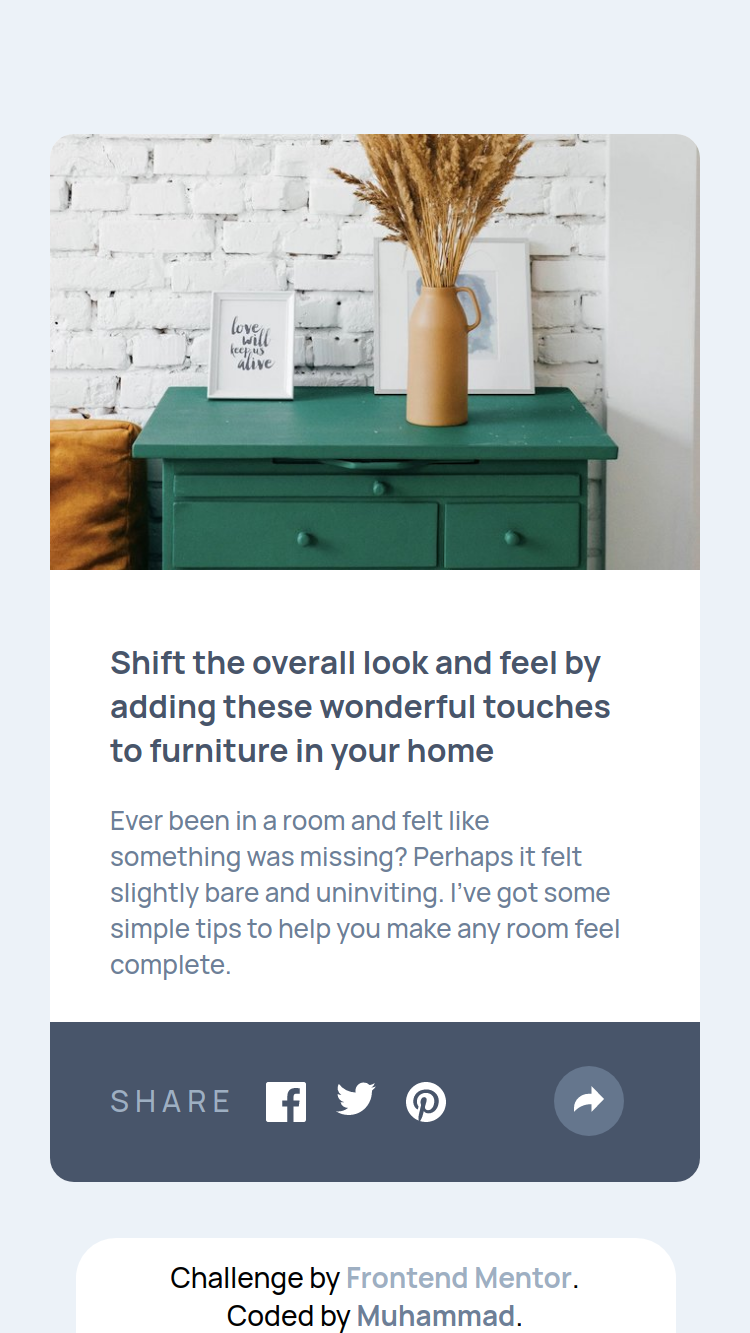 love
will
keep us
alive
Shift the overall look and feel by
adding these wonderful touches
to furniture in your home
Ever been in a room and felt like
something was missing? Perhaps it felt
slightly bare and uninviting. I’ve got some
simple tips to help you make any room feel
complete.
SHARE
Challenge by Frontend Mentor.
Coded by Muhammad.